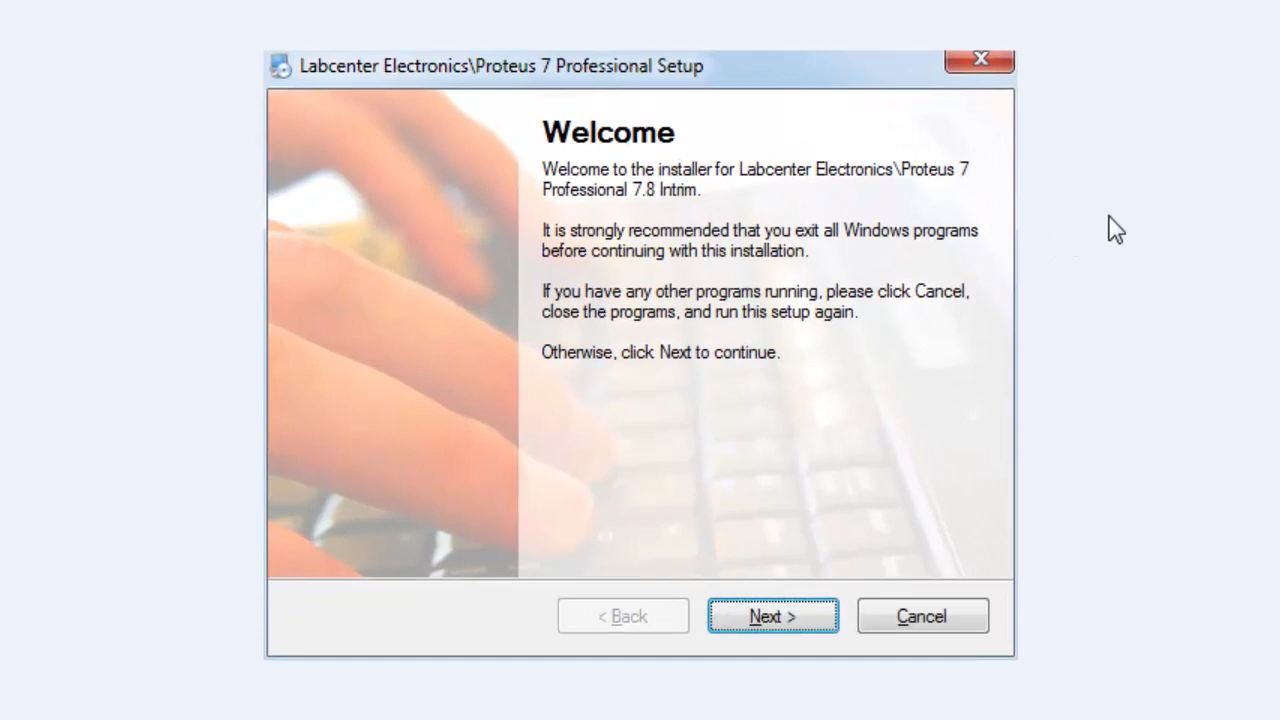 Labcenter Electronics\Proteus 7 Professional Setup
X
Welcome
Welcome to the installer for Labcenter Electronics\Proteus 7
Professional 7.8 Intrim.
It is strongly recommended that you exit all Windows programs
before continuing with this installation.
If you have any other programs running, please click Cancel,
close the programs, and run this setup again.
Otherwise, click Next to continue.
< Back
Next >
Cancel